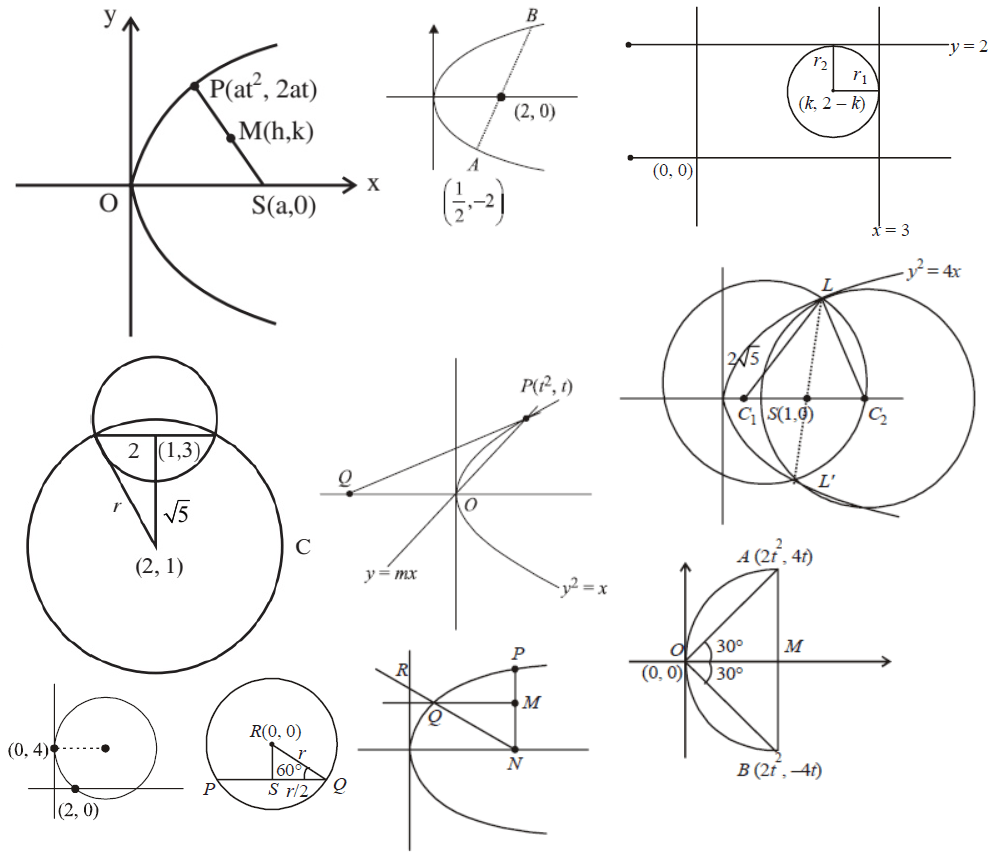 y
P(at², 2at)
M(h,k)
x
O
S(a,0)
B
(2, 0)
A
(1/2, -2)
y = 2
r₂
r₁
(k, 2 – k)
(0, 0)
x = 3
2
(1,3)
r
√5
(2, 1)
C
P(t², t)
Q
O
y = mx
y² = x
y² = 4x
L
2√5
C₁
S(1,0)
C₂
L'
A (2t², 4t)
O
30°
M
(0, 0)
30°
B (2t², –4t)
(0, 4)
(2, 0)
R(0, 0)
r
60°
P
S
r/2
Q
P
R
M
Q
N